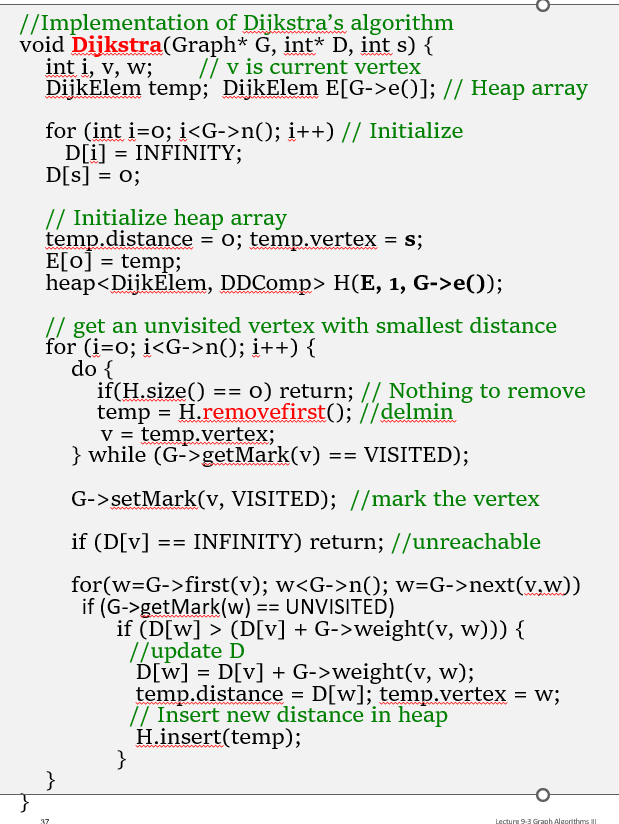 //Implementation of Dijkstra's algorithm
void Dijkstra(Graph* G, int* D, int s) {
int i, v, w; // v is current vertex
DijkElem temp; DijkElem E[G->e()]; // Heap array
for (int i=0; i<G->n(); i++) // Initialize
D[i] = INFINITY;
D[s] = 0;
// Initialize heap array
temp.distance = 0; temp.vertex = s;
E[0] = temp;
heap<DijkElem, DDComp> H(E, 1, G->e());
// get an unvisited vertex with smallest distance
for (i=0; i<G->n(); i++) {
do {
if(H.size() == 0) return; // Nothing to remove
temp = H.removefirst(); //delmin
v = temp.vertex;
} while (G->getMark(v) == VISITED);
G->setMark(v, VISITED); //mark the vertex
if (D[v] == INFINITY) return; //unreachable
for(w=G->first(v); w<G->n(); w=G->next(v,w))
if (G->getMark(w) == UNVISITED)
if (D[w] > (D[v] + G->weight(v, w))) {
//update D
D[w] = D[v] + G->weight(v, w);
temp.distance = D[w]; temp.vertex = w;
// Insert new distance in heap
H.insert(temp);
}
}
}
37 Lecture 9-3 Graph Algorithms III